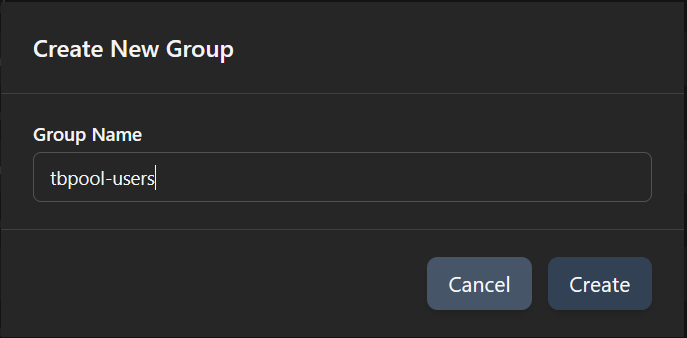 Create New Group
Group Name
tbpool-users
Cancel
Create